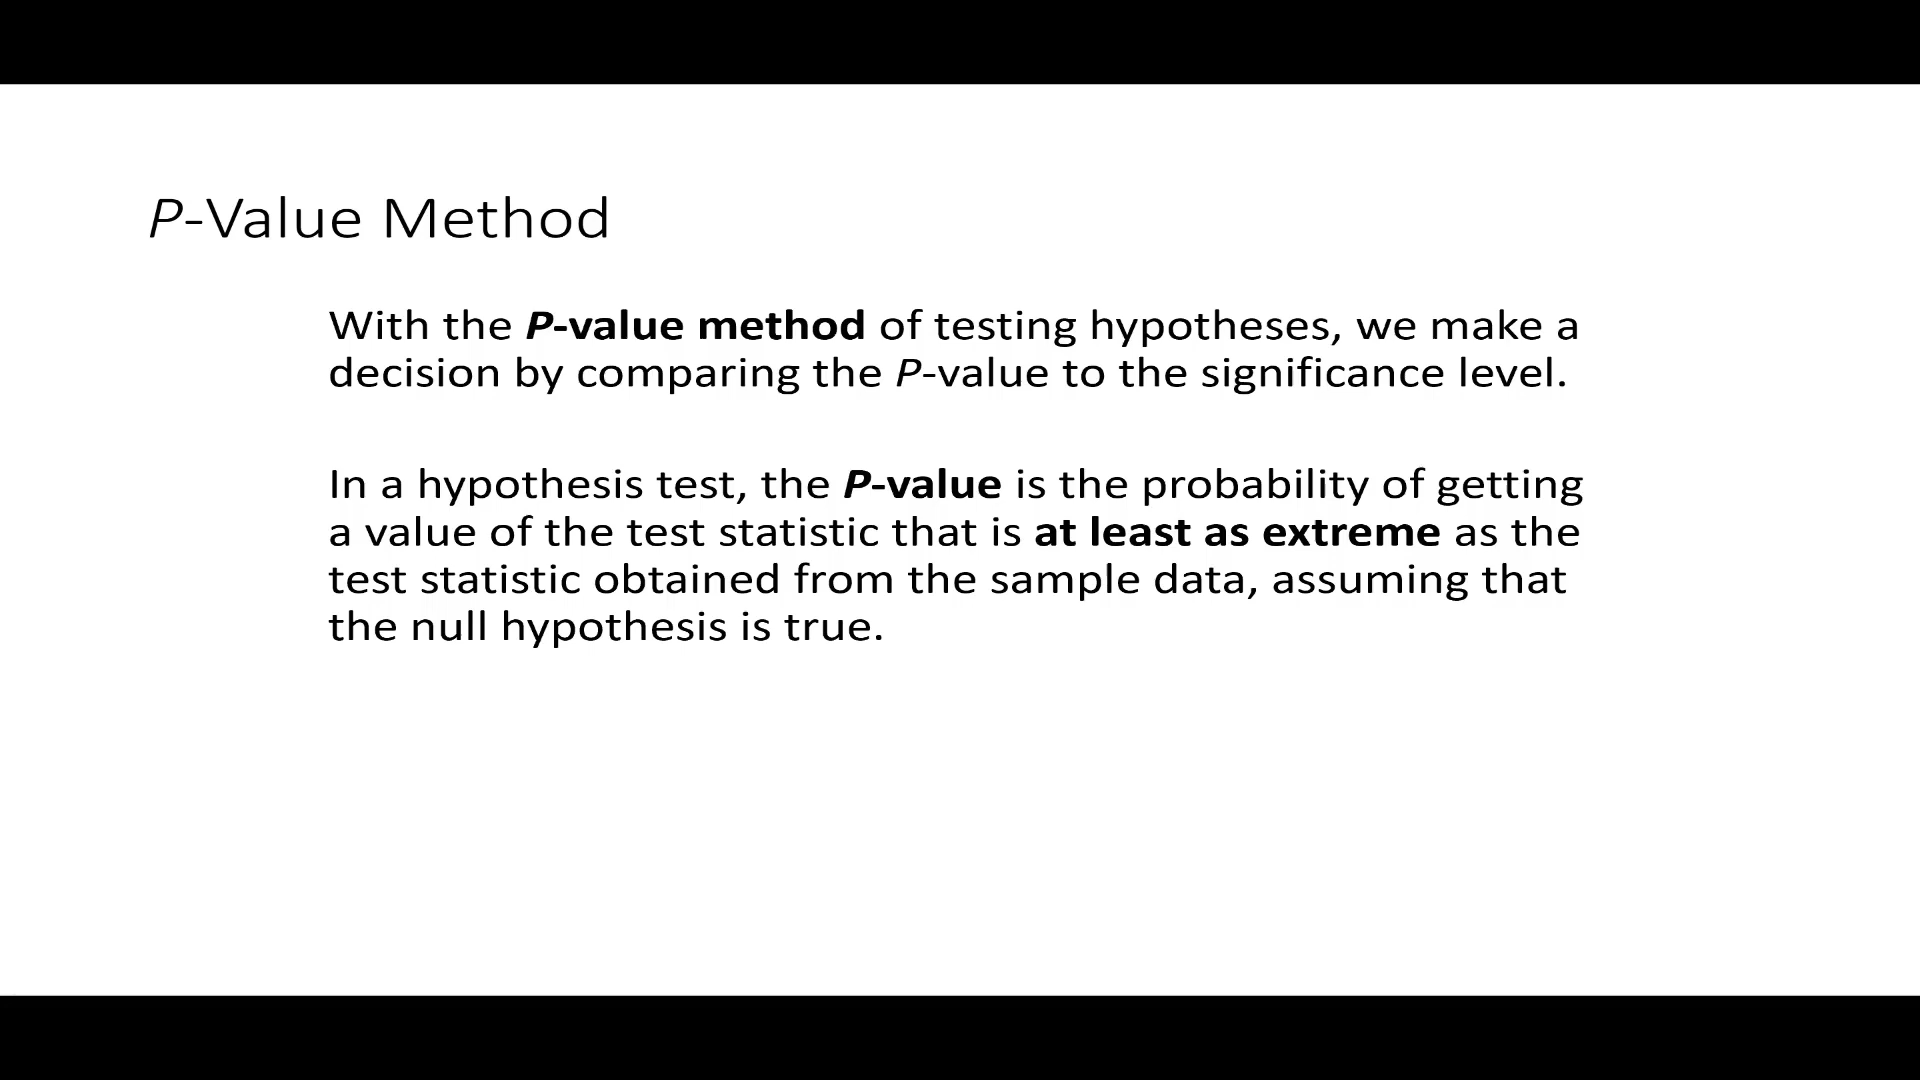 P-Value Method
With the P-value method of testing hypotheses, we make a
decision by comparing the P-value to the significance level.
In a hypothesis test, the P-value is the probability of getting
a value of the test statistic that is at least as extreme as the
test statistic obtained from the sample data, assuming that
the null hypothesis is true.